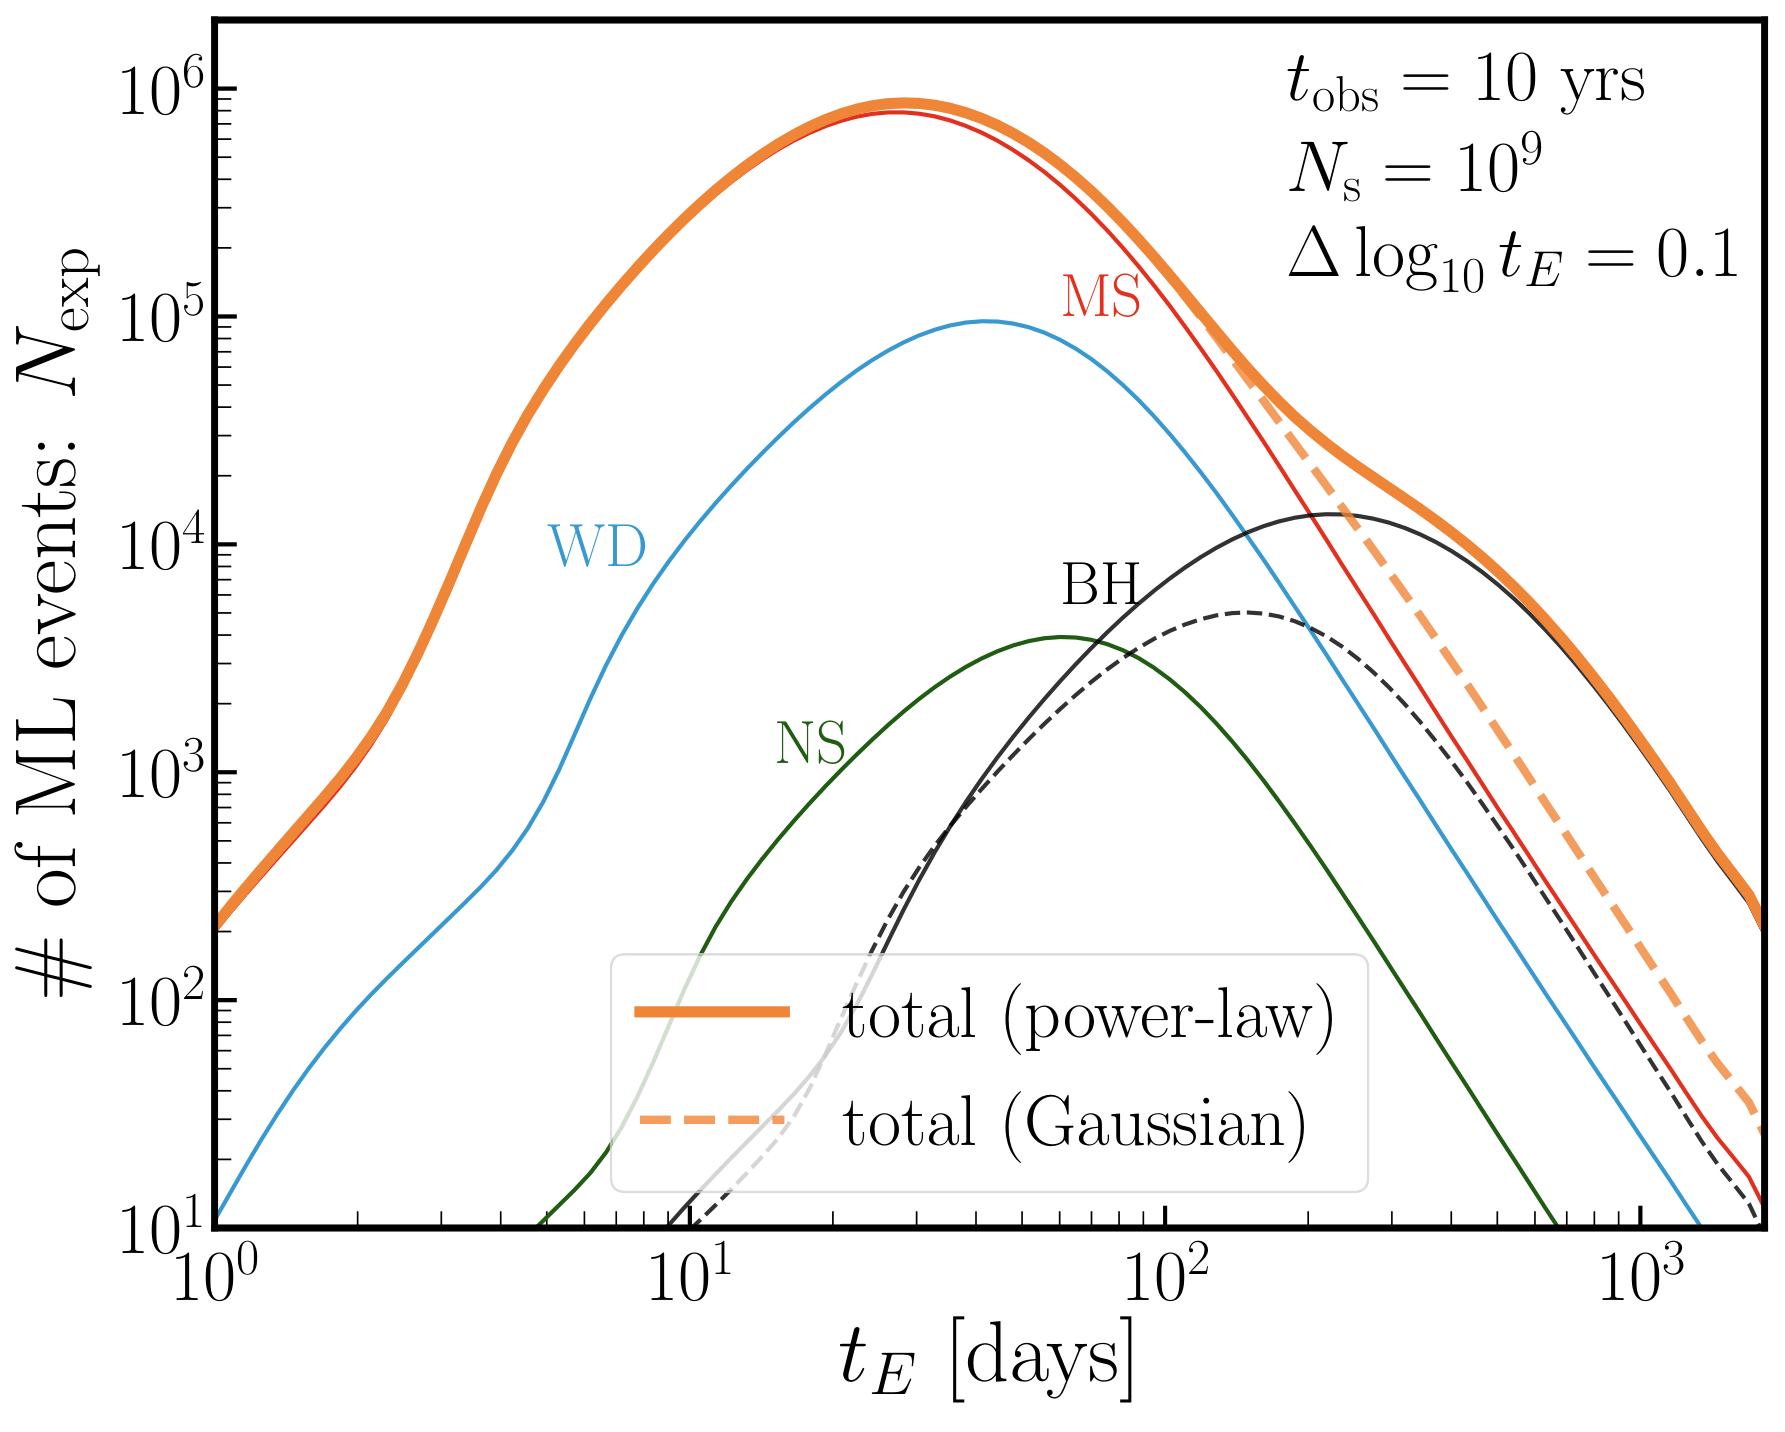 # of ML events: N_exp
10^6
10^5
10^4
10^3
10^2
10^1
t_obs = 10 yrs
N_s = 10^9
Δ log_10 t_E = 0.1
MS
WD
BH
NS
total (power-law)
total (Gaussian)
10^0 10^1 10^2 10^3
t_E [days]